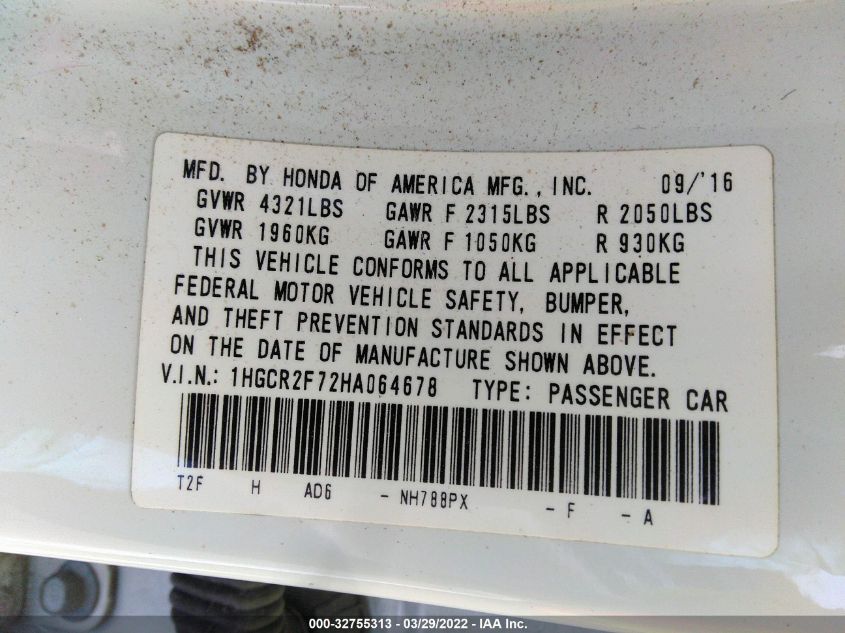 MFD. BY HONDA OF AMERICA MFG., INC. 09/'16
GVWR 4321LBS GAWR F 2315LBS R 2050LBS
GVWR 1960KG GAWR F 1050KG R 930KG
THIS VEHICLE CONFORMS TO ALL APPLICABLE
FEDERAL MOTOR VEHICLE SAFETY, BUMPER,
AND THEFT PREVENTION STANDARDS IN EFFECT
ON THE DATE OF MANUFACTURE SHOWN ABOVE.
V.I.N.: 1HGCR2F72HA064678 TYPE: PASSENGER CAR
T2F H AD6 - NH788PX - F - A
000-32755313 - 03/29/2022 - IAA Inc.